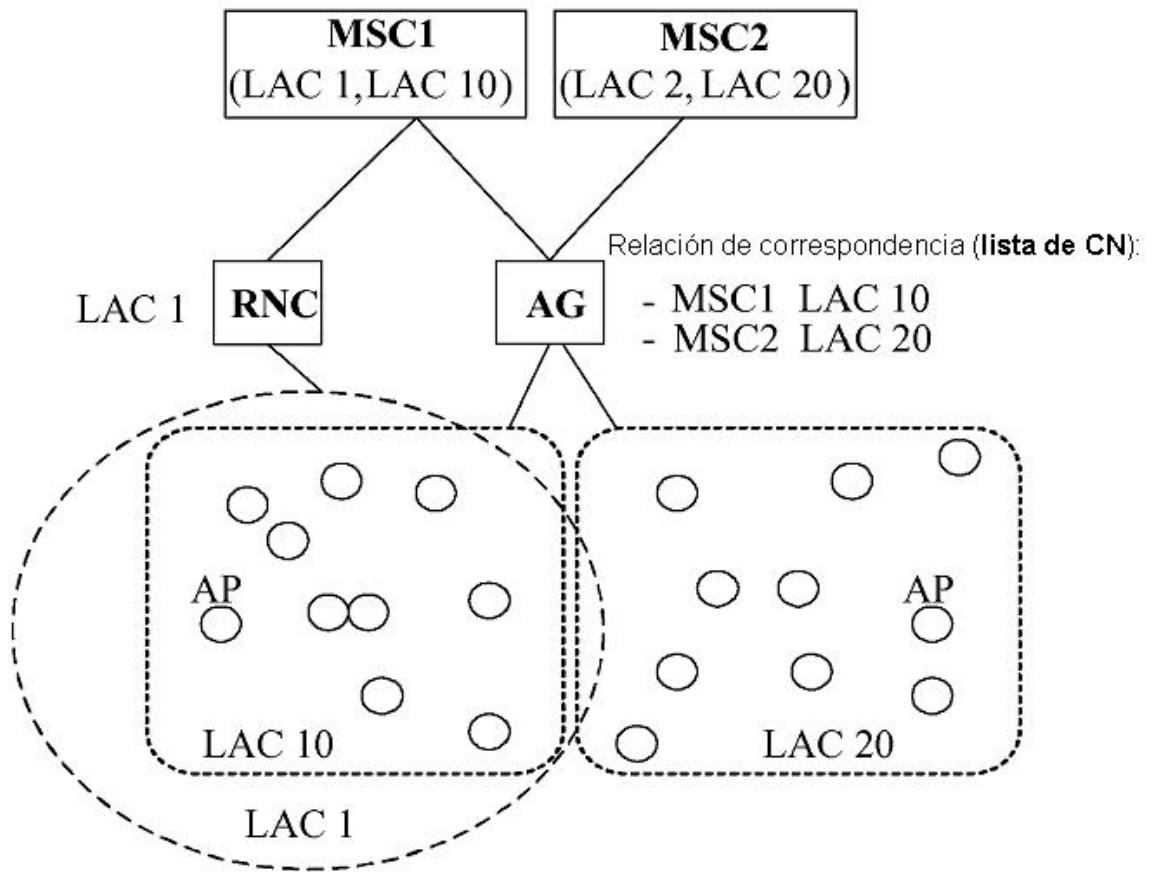 MSC1
(LAC 1,LAC 10)
MSC2
(LAC 2, LAC 20)
Relación de correspondencia (lista de CN):
LAC 1
RNC
AG
- MSC1 LAC 10
- MSC2 LAC 20
AP
AP
LAC 10
LAC 20
LAC 1